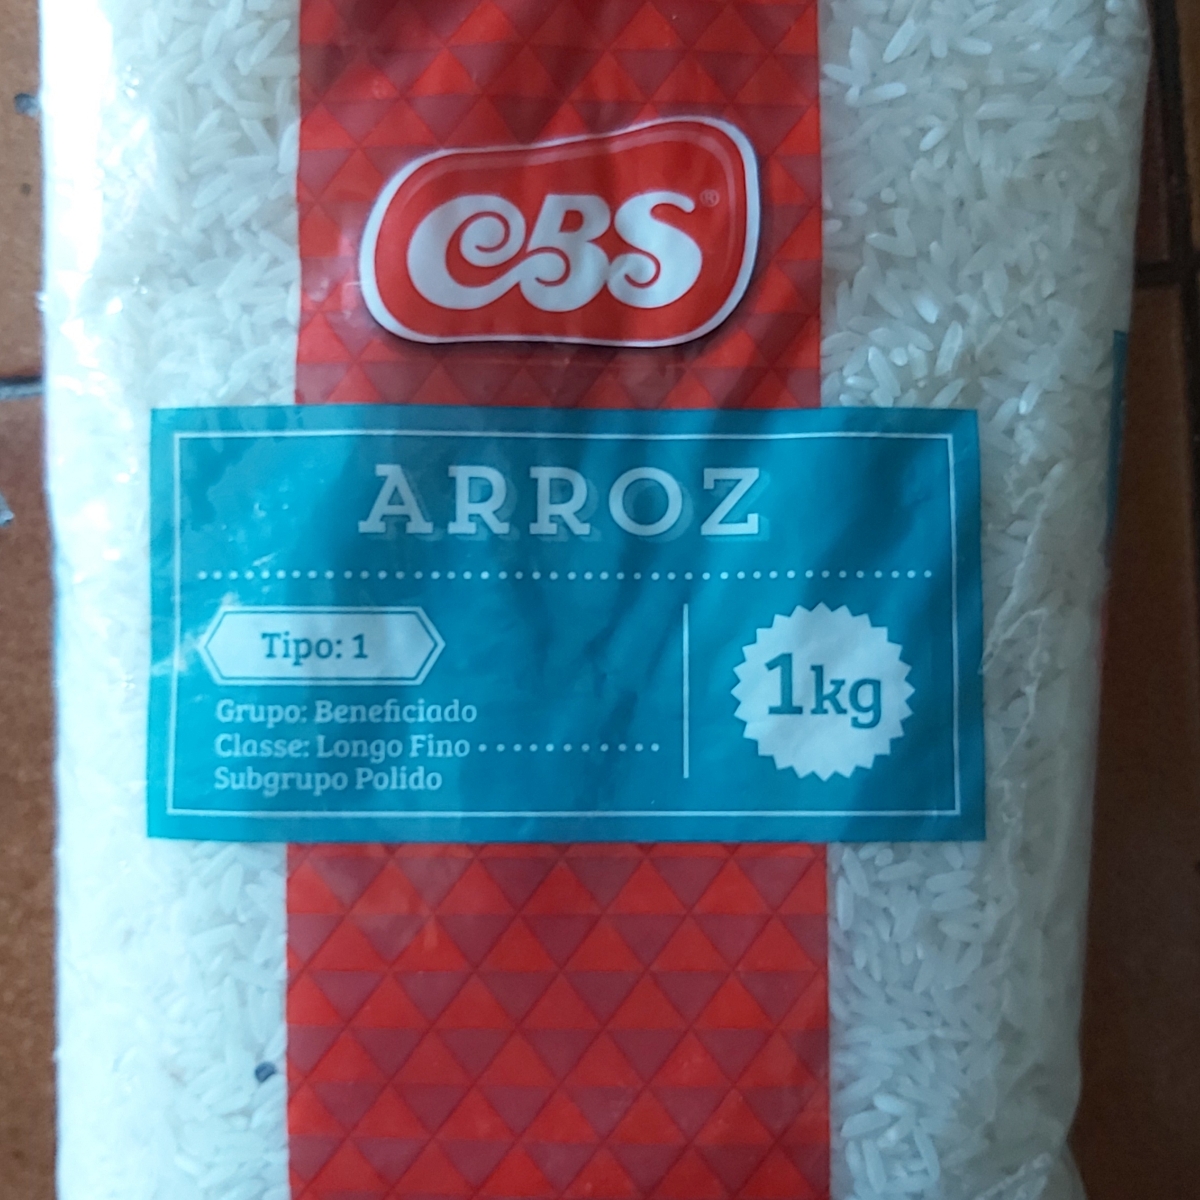 CBS®
ARROZ
Tipo: 1
Grupo: Beneficiado
Classe: Longo Fino
Subgrupo Polido
1kg